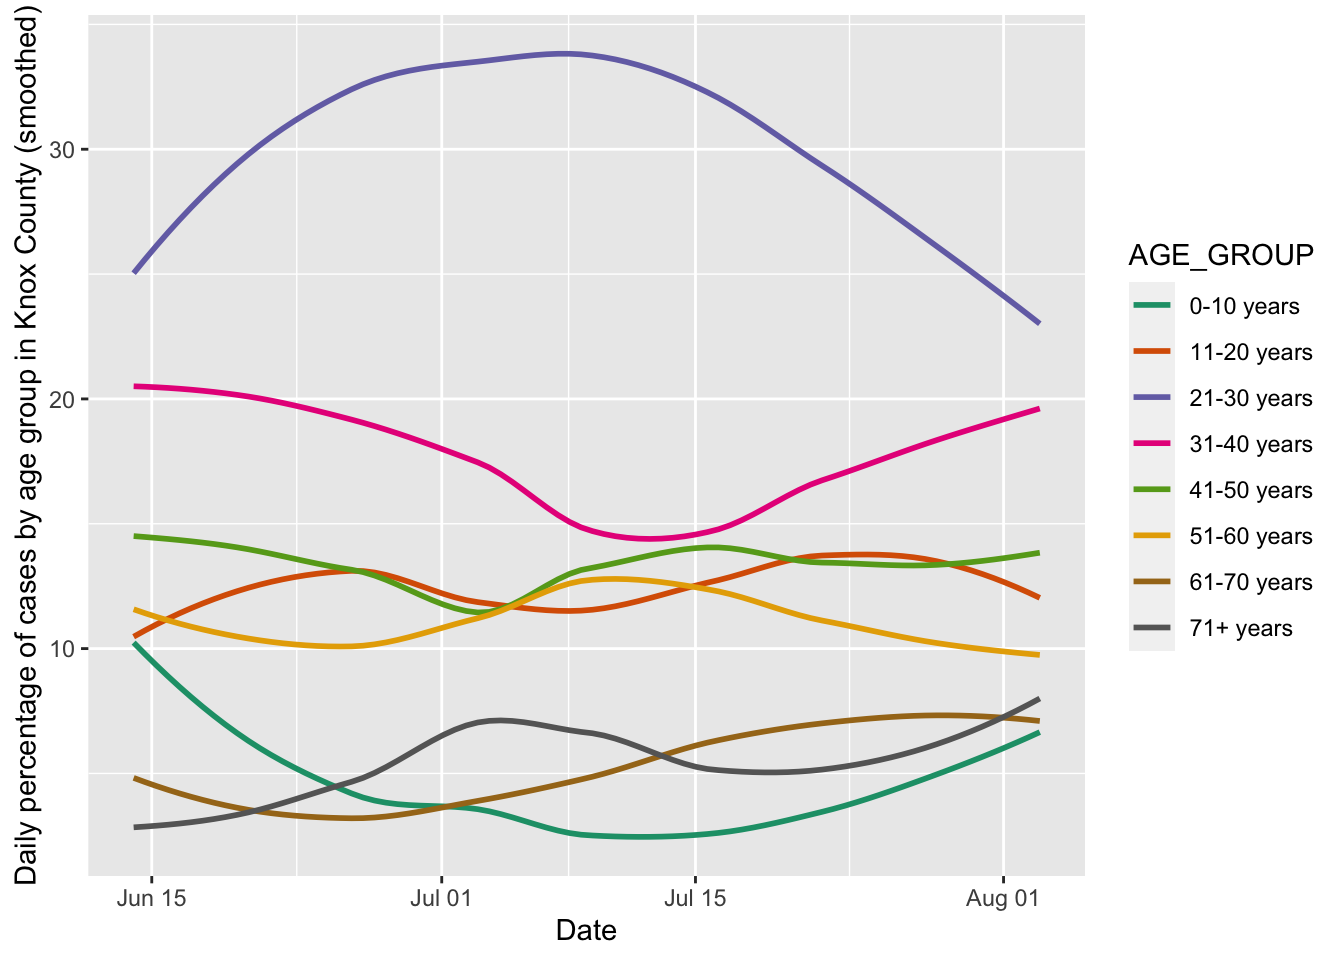 Daily percentage of cases by age group in Knox County (smoothed)
30
20
10
Jun 15
Jul 01
Jul 15
Aug 01
Date
AGE_GROUP
0-10 years
11-20 years
21-30 years
31-40 years
41-50 years
51-60 years
61-70 years
71+ years